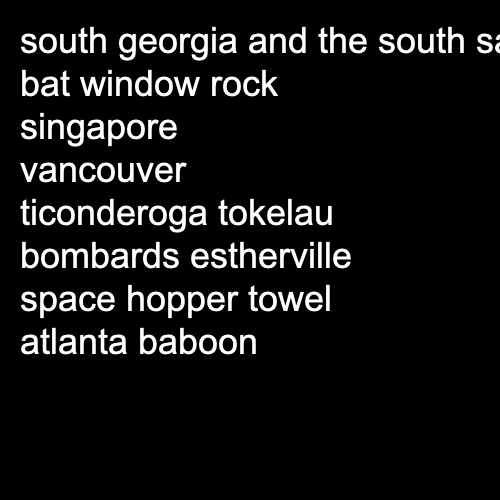 south georgia and the south
bat window rock
singapore
vancouver
ticonderoga tokelau
bombards estherville
space hopper towel
atlanta baboon